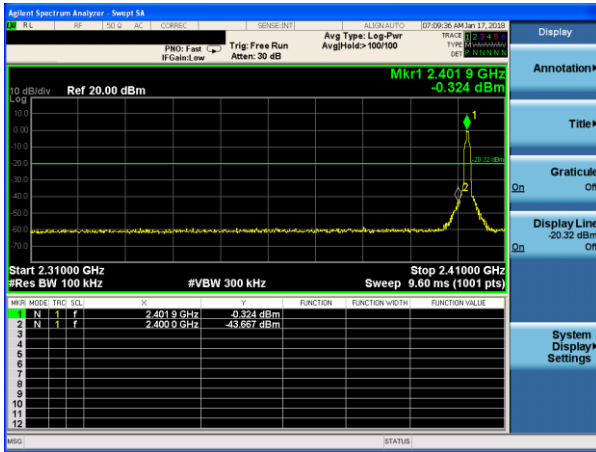 Agilent Spectrum Analyzer - Swept SA
RL RF 50 Ω AC CORREC SENSE:INT ALIGNAUTO 07:09:36 AM Jan 17, 2018
Avg Type: Log-Pwr TRACE 1 2 3 4 5 6
PNO: Fast Trig: Free Run Avg|Hold:>100/100 TYPE M
IFGain:Low Atten: 30 dB DET P N N N N N
Display
Mkr1 2.401 9 GHz
10 dB/div Ref 20.00 dBm -0.324 dBm
Log
10.0
0.00
-10.0
-20.0
-30.0
-40.0
-50.0
-60.0
-70.0
1
-20.32 dBm
2
Start 2.31000 GHz Stop 2.41000 GHz
#Res BW 100 kHz #VBW 300 kHz Sweep 9.60 ms (1001 pts)
MKR MODE TRC SCL X Y FUNCTION FUNCTION WIDTH FUNCTION VALUE
1 N 1 f 2.401 9 GHz -0.324 dBm
2 N 1 f 2.400 0 GHz -43.667 dBm
3
4
5
6
7
8
9
10
11
12
MSG STATUS
Annotation
Title
Graticule
On Off
Display Line
-20.32 dBm
On Off
System
Display
Settings